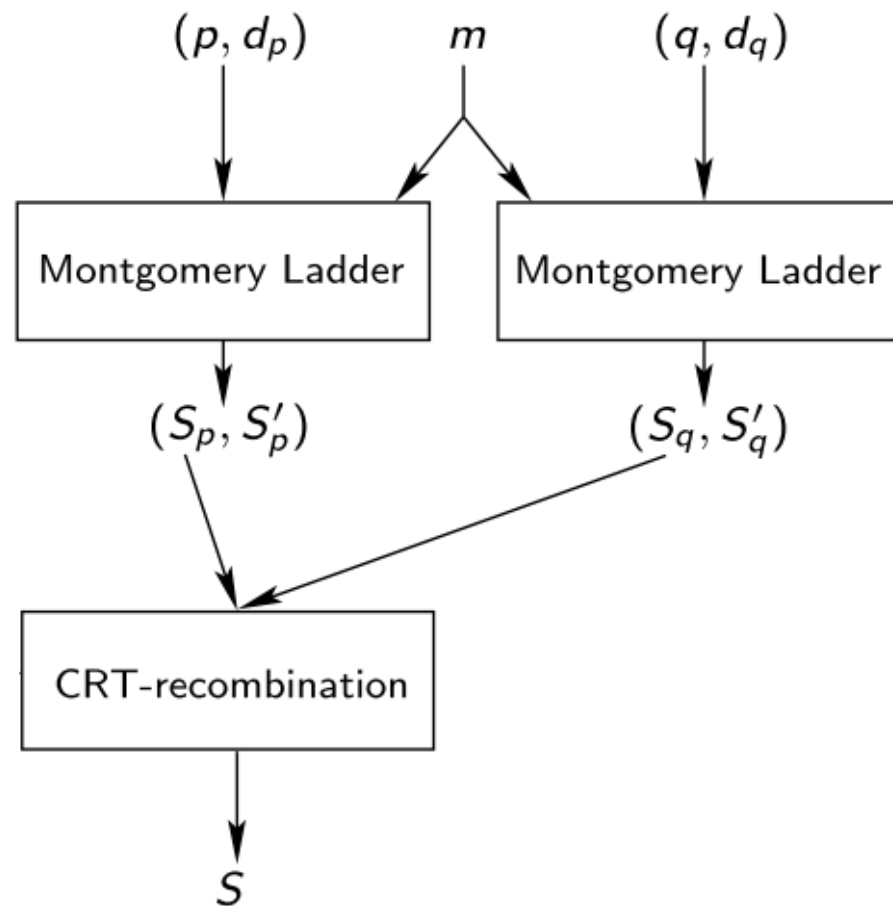 (p, d_p) m (q, d_q)
Montgomery Ladder Montgomery Ladder
(S_p, S'_p) (S_q, S'_q)
CRT-recombination
S